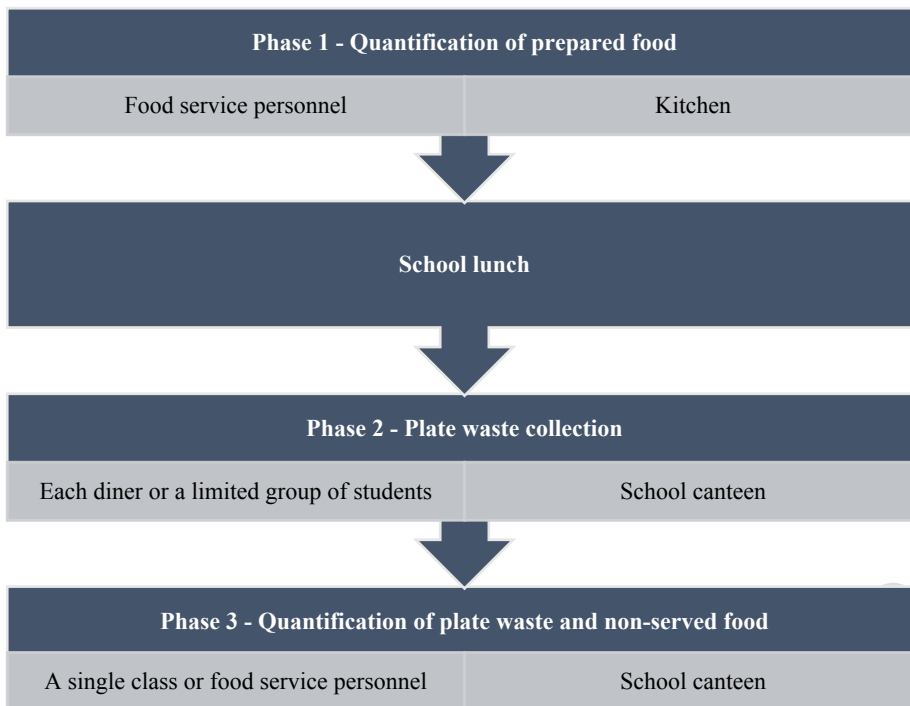 Phase 1 - Quantification of prepared food
Food service personnel
Kitchen
School lunch
Phase 2 - Plate waste collection
Each diner or a limited group of students
School canteen
Phase 3 - Quantification of plate waste and non-served food
A single class or food service personnel
School canteen